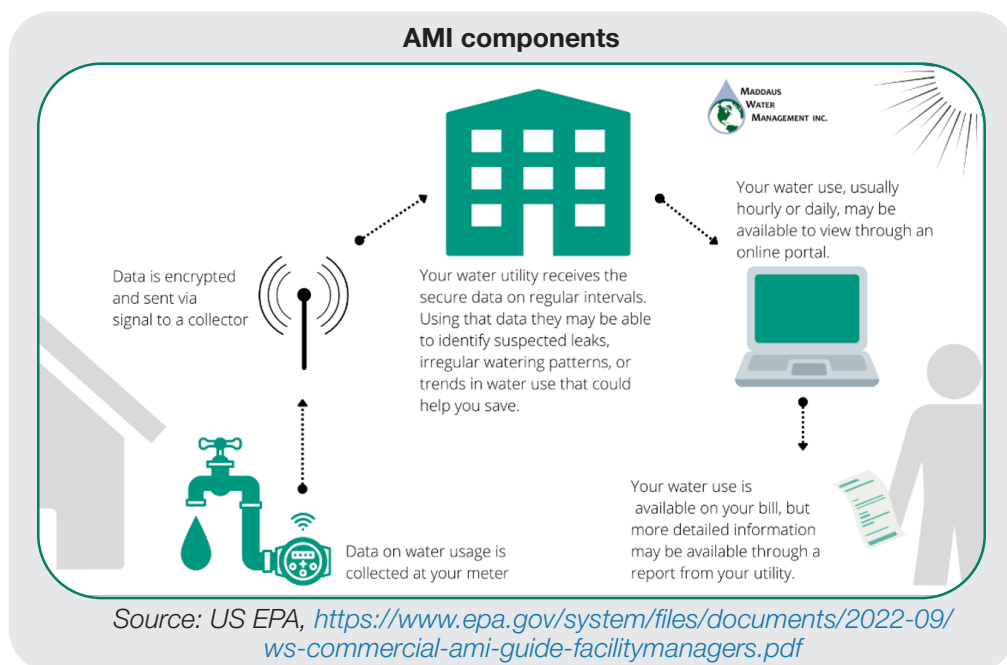 AMI components
MADDAUS
WATER
MANAGEMENT INC.
Data on water usage is
collected at your meter
Data is encrypted
and sent via
signal to a collector
Your water utility receives the
secure data on regular intervals.
Using that data they may be able
to identify suspected leaks,
irregular watering patterns, or
trends in water use that could
help you save.
Your water use, usually
hourly or daily, may be
available to view through an
online portal.
Your water use is
available on your bill, but
more detailed information
may be available through a
report from your utility.
Source: US EPA, https://www.epa.gov/system/files/documents/2022-09/
ws-commercial-ami-guide-facilitymanagers.pdf